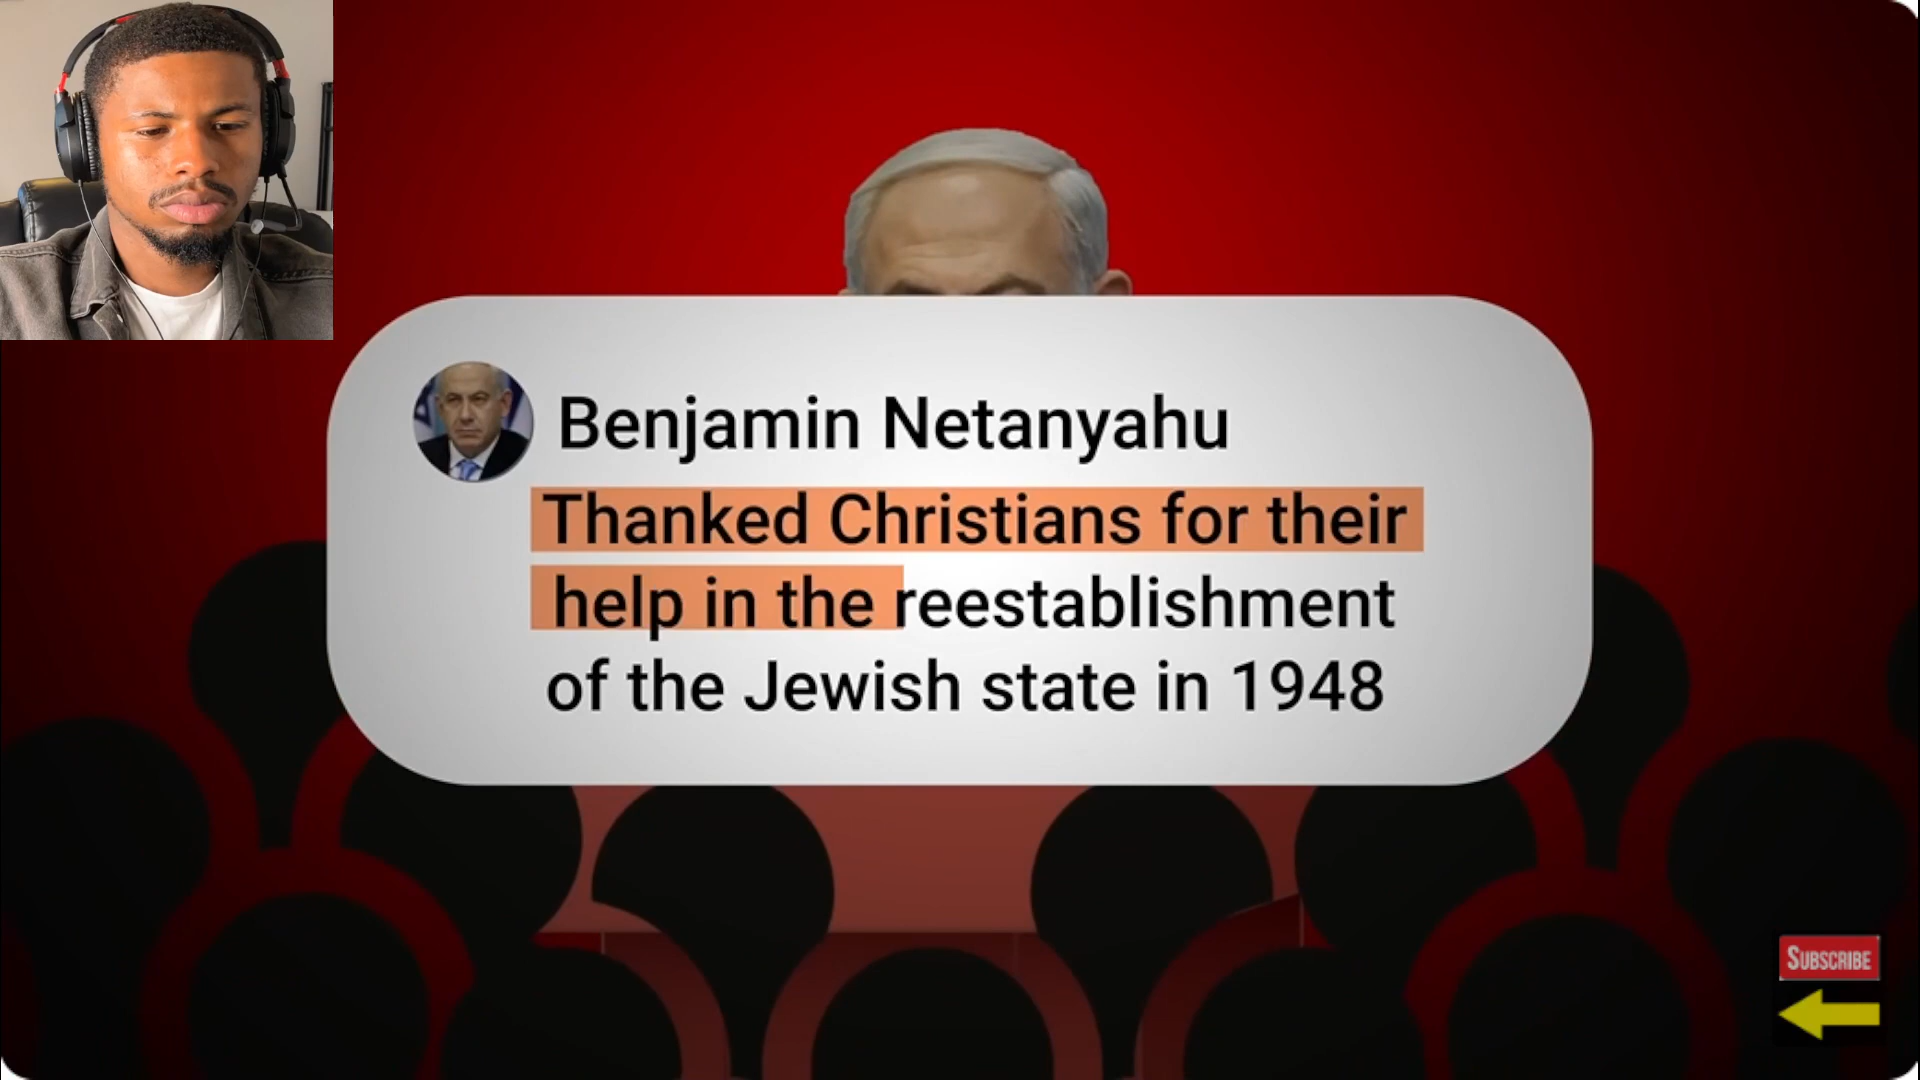 Benjamin Netanyahu
Thanked Christians for their
help in the reestablishment
of the Jewish state in 1948
SUBSCRIBE